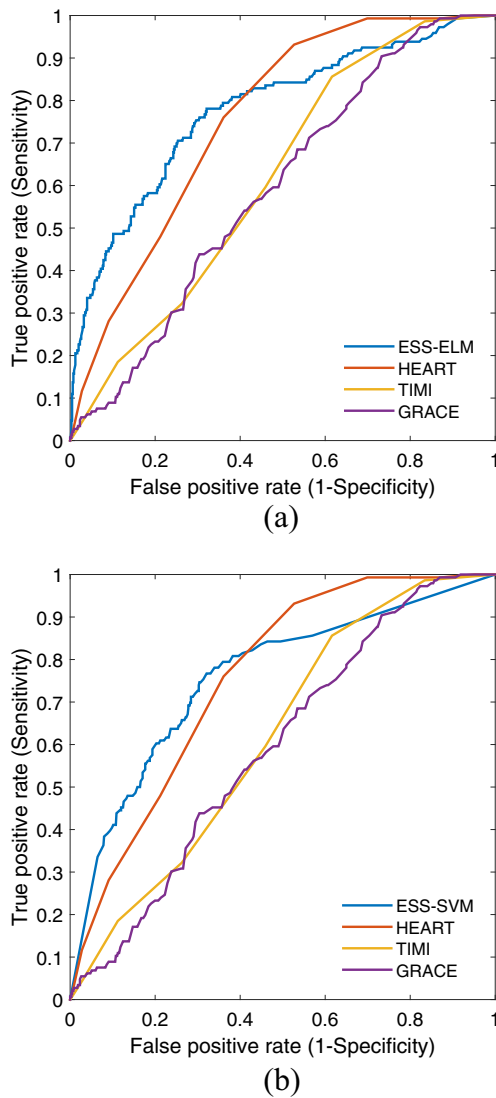 1
0.9
0.8
0.7
0.6
0.5
0.4
0.3
0.2
0.1
0
True positive rate (Sensitivity)
ESS-ELM
HEART
TIMI
GRACE
0 0.2 0.4 0.6 0.8 1
False positive rate (1-Specificity)
(a)
1
0.9
0.8
0.7
0.6
0.5
0.4
0.3
0.2
0.1
0
True positive rate (Sensitivity)
ESS-SVM
HEART
TIMI
GRACE
0 0.2 0.4 0.6 0.8 1
False positive rate (1-Specificity)
(b)